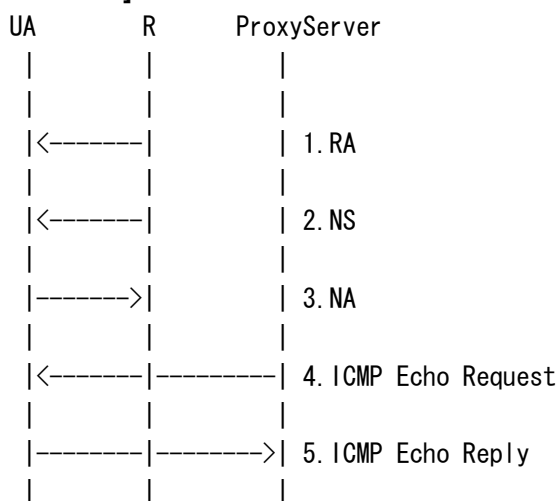 UA R ProxyServer
| | |
| | |
|<-------| | 1.RA
| | |
|<-------| | 2.NS
| | |
|------->| | 3.NA
| | |
|<-------|---------| 4.ICMP Echo Request
| | |
|--------|-------->| 5.ICMP Echo Reply
| | |